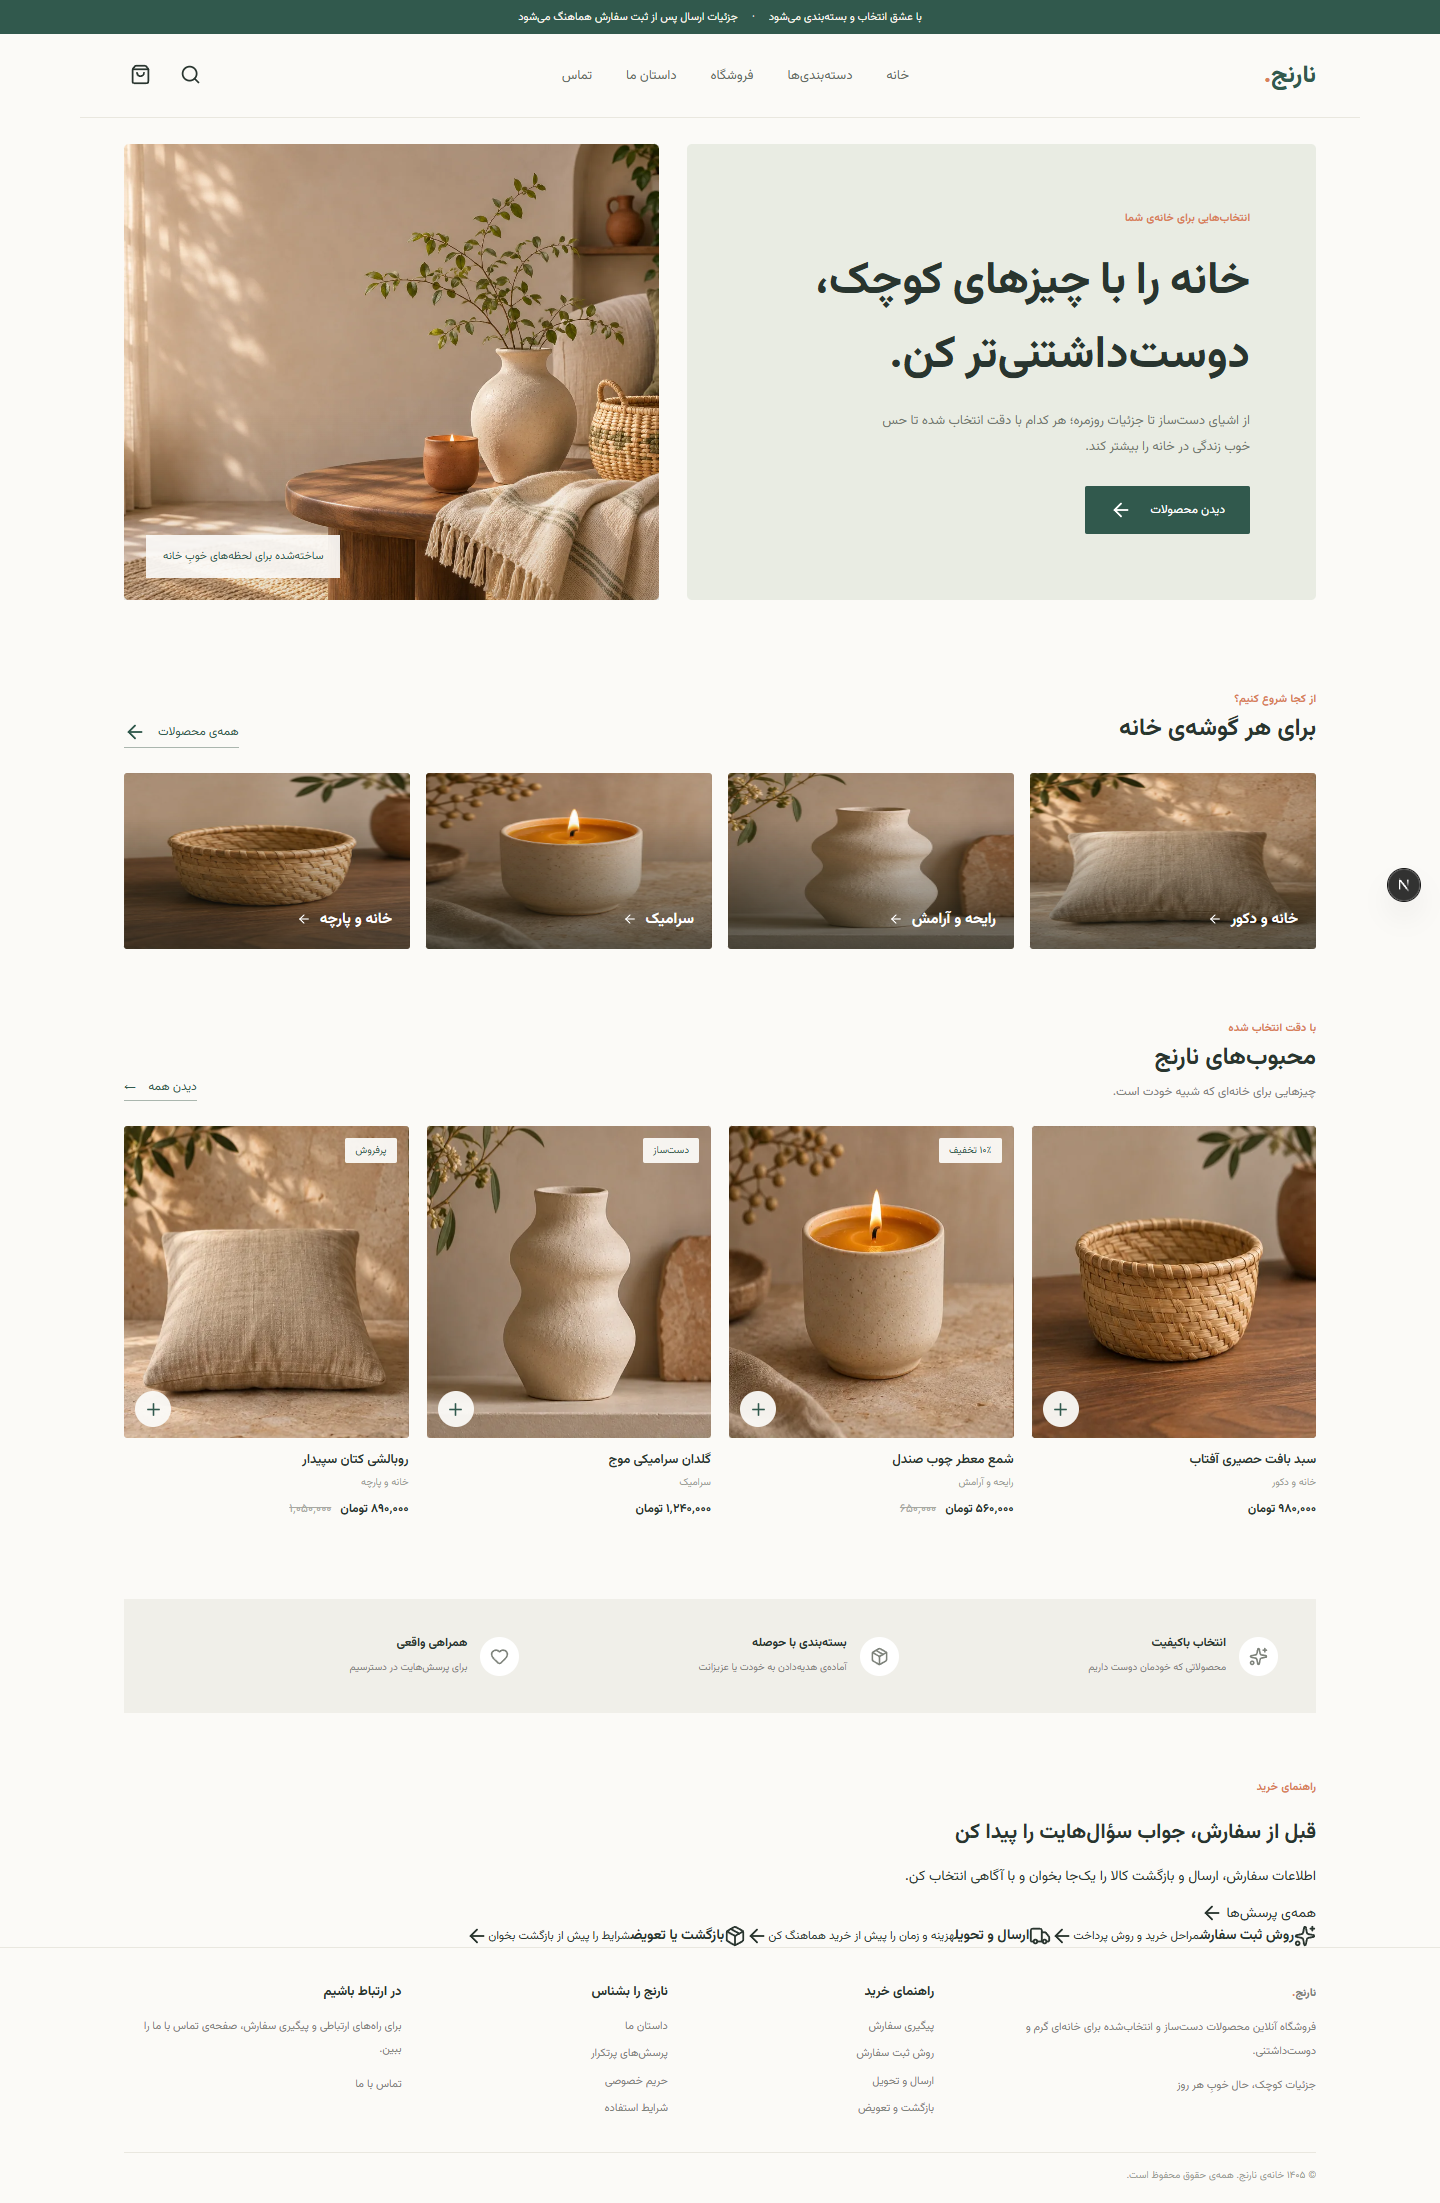 با عشق انتخاب و بسته‌بندی می‌شود · جزئیات ارسال پس از ثبت سفارش هماهنگ می‌شود
نارنج.
خانه
دسته‌بندی‌ها
فروشگاه
داستان ما
تماس
انتخاب‌هایی برای خانه‌ی شما
خانه را با چیزهای کوچک،
دوست‌داشتنی‌تر کن.
از اشیای دست‌ساز تا جزئیات روزمره؛ هر کدام با دقت انتخاب شده تا حس
خوب زندگی در خانه را بیشتر کند.
دیدن محصولات
ساخته‌شده برای لحظه‌های خوبِ خانه
از کجا شروع کنیم؟
برای هر گوشه‌ی خانه
همه‌ی محصولات
خانه و دکور
رایحه و آرامش
سرامیک
خانه و پارچه
با دقت انتخاب شده
محبوب‌های نارنج
چیزهایی برای خانه‌ای که شبیه خودت است.
دیدن همه ←
سبد بافت حصیری آفتاب
خانه و دکور
۹۸۰,۰۰۰ تومان
۱۰٪ تخفیف
شمع معطر چوب صندل
رایحه و آرامش
۵۶۰,۰۰۰ تومان ۶۵۰,۰۰۰
دست‌ساز
گلدان سرامیکی موج
سرامیک
۱,۲۴۰,۰۰۰ تومان
پرفروش
روبالشی کتان سپیدار
خانه و پارچه
۸۹۰,۰۰۰ تومان ۱,۰۵۰,۰۰۰
انتخاب باکیفیت
محصولاتی که خودمان دوست داریم
بسته‌بندی با حوصله
آماده‌ی هدیه‌دادن به خودت یا عزیزانت
همراهی واقعی
برای پرسش‌هایت در دسترسیم
راهنمای خرید
قبل از سفارش، جواب سؤال‌هایت را پیدا کن
اطلاعات سفارش، ارسال و بازگشت کالا را یک‌جا بخوان و با آگاهی انتخاب کن.
همه‌ی پرسش‌ها
روش ثبت سفارش مراحل خرید و روش پرداخت
ارسال و تحویل هزینه و زمان را پیش از خرید هماهنگ کن
بازگشت یا تعویض شرایط را پیش از بازگشت بخوان
نارنج.
فروشگاه آنلاین محصولات دست‌ساز و انتخاب‌شده برای خانه‌ای گرم و
دوست‌داشتنی.
جزئیات کوچک، حال خوبِ هر روز
راهنمای خرید
پیگیری سفارش
روش ثبت سفارش
ارسال و تحویل
بازگشت و تعویض
نارنج را بشناس
داستان ما
پرسش‌های پرتکرار
حریم خصوصی
شرایط استفاده
در ارتباط باشیم
برای راه‌های ارتباطی و پیگیری سفارش، صفحه‌ی تماس با ما را
ببین.
تماس با ما
© ۱۴۰۵ خانه‌ی نارنج. همه‌ی حقوق محفوظ است.